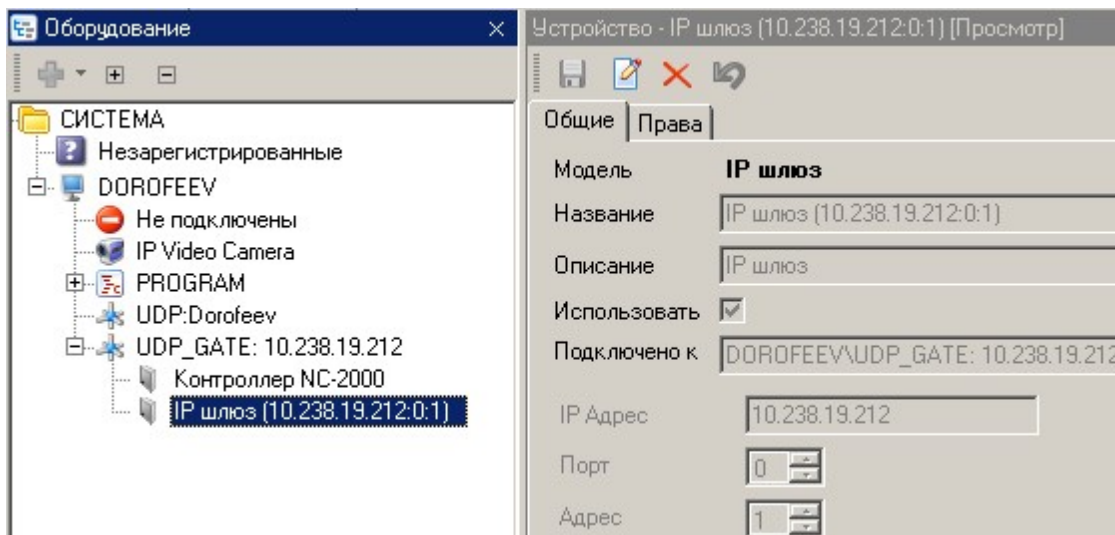 Оборудование
СИСТЕМА
Незарегистрированные
DOROFEEV
Не подключены
IP Video Camera
PROGRAM
UDP:Dorofeev
UDP_GATE: 10.238.19.212
Контроллер NC-2000
IP шлюз (10.238.19.212:0:1)
Устройство - IP шлюз (10.238.19.212:0:1) [Просмотр]
Общие Права
Модель IP шлюз
Название IP шлюз (10.238.19.212:0:1)
Описание IP шлюз
Использовать
Подключено к DOROFEEV\UDP_GATE: 10.238.19.212
IP Адрес 10.238.19.212
Порт 0
Адрес 1